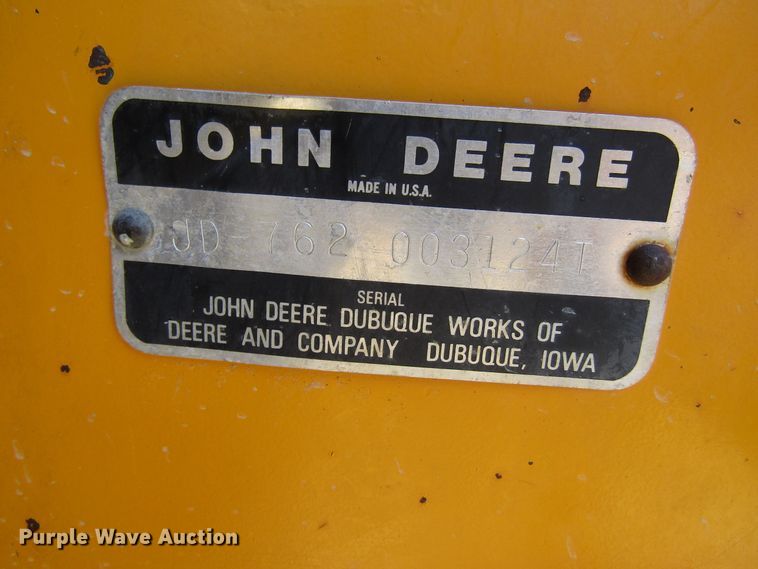 JOHN DEERE
MADE IN U.S.A.
JD-762 003124T
SERIAL
JOHN DEERE DUBUQUE WORKS OF
DEERE AND COMPANY DUBUQUE, IOWA
Purple Wave Auction